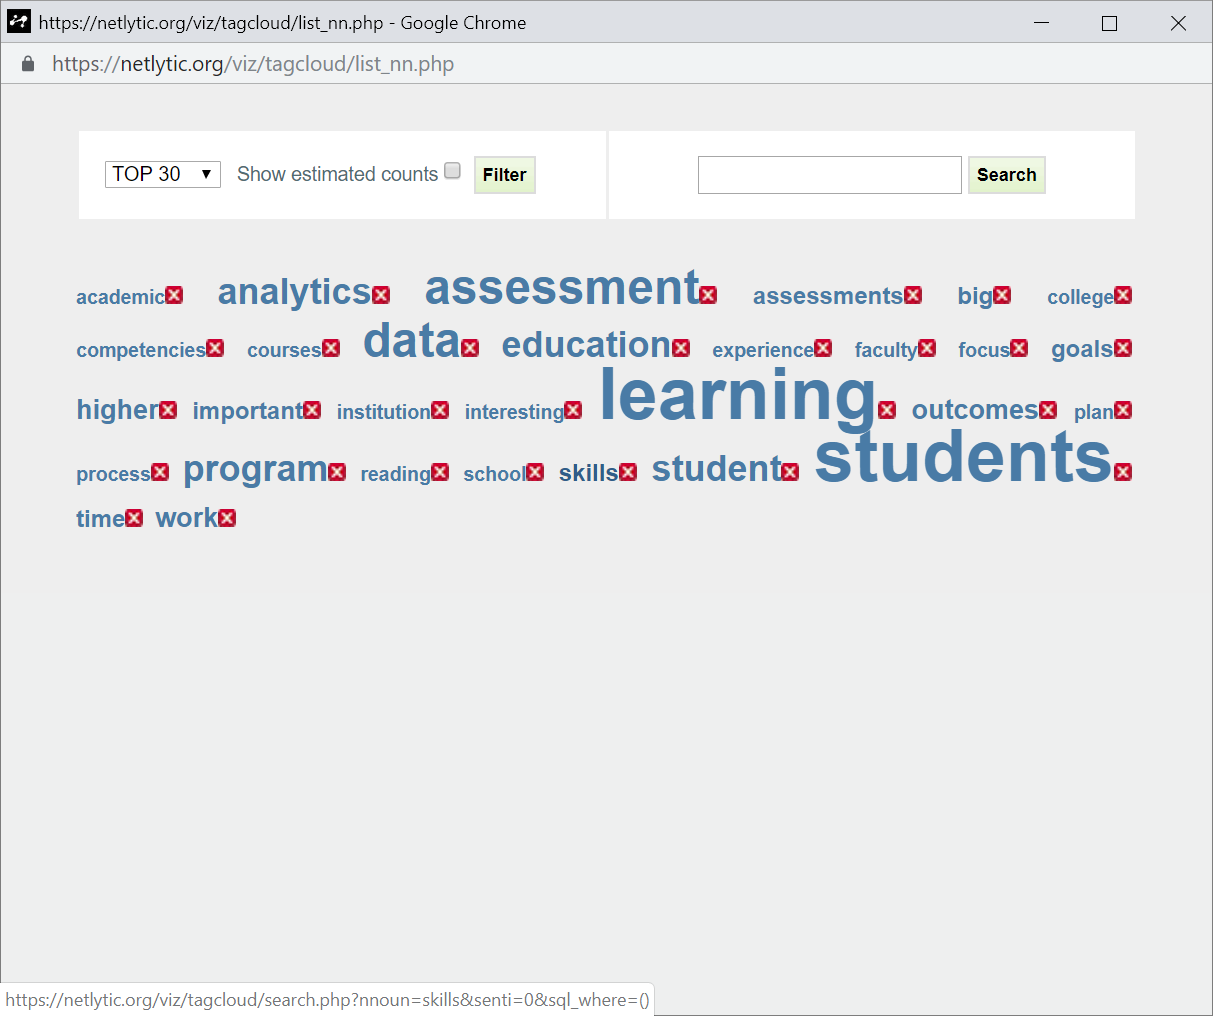 https://netlytic.org/viz/tagcloud/list_nn.php - Google Chrome
https://netlytic.org/viz/tagcloud/list_nn.php
TOP 30 Show estimated counts Filter Search
academic analytics assessment assessments big college
competencies courses data education experience faculty focus goals
higher important institution interesting learning outcomes plan
process program reading school skills student students
time work
https://netlytic.org/viz/tagcloud/search.php?nnoun=skills&senti=0&sql_where=()